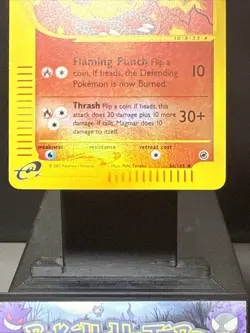 Flaming Punch Flip a
coin. If heads, the Defending 10
Pokémon is now Burned.
Thrash Flip a coin. If heads, this
attack does 30 damage plus 10 more 30+
damage. If tails, Magmar does 10
damage to itself.
weakness resistance retreat cost